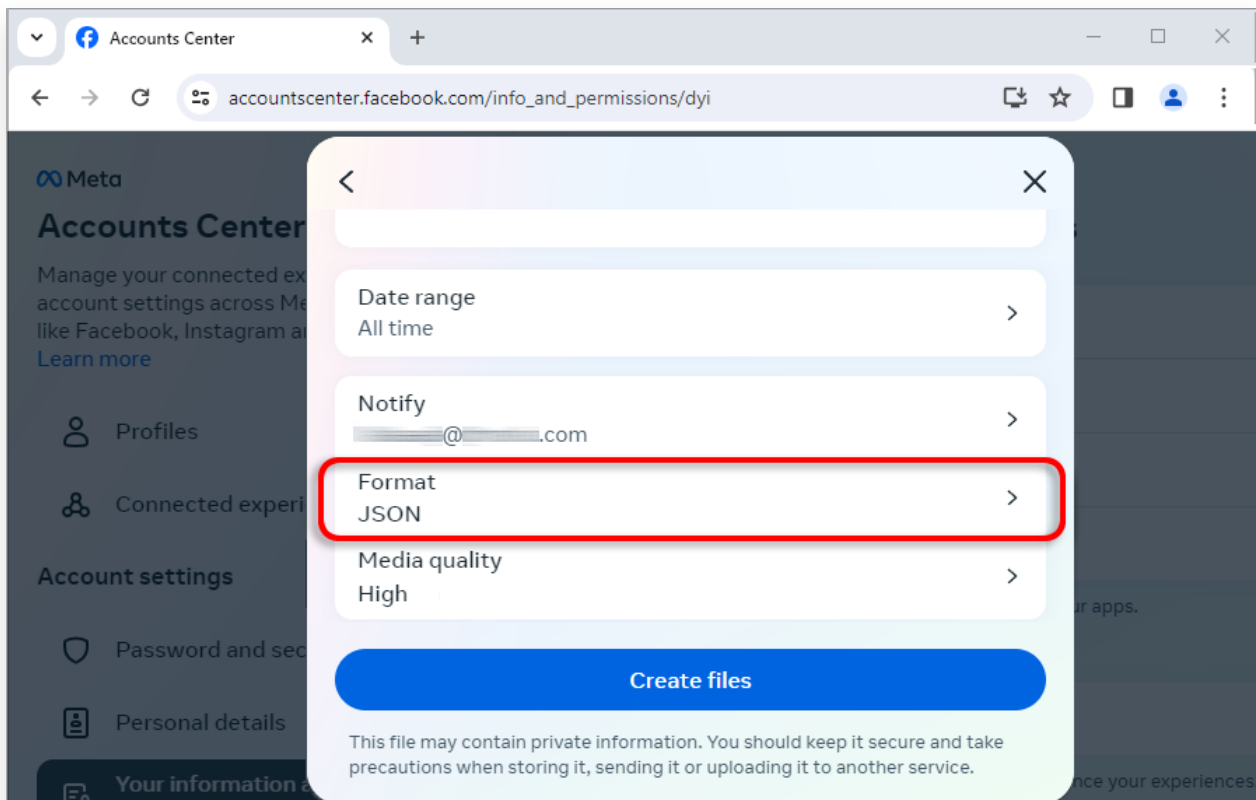 Accounts Center
accountscenter.facebook.com/info_and_permissions/dyi
Meta
Accounts Center
Manage your connected ex
account settings across Me
like Facebook, Instagram a
Learn more
Profiles
Connected experi
Account settings
Password and sec
Personal details
Your information a
Date range
All time
Notify
@ .com
Format
JSON
Media quality
High
Create files
This file may contain private information. You should keep it secure and take
precautions when storing it, sending it or uploading it to another service.
ur apps.
nce your experiences